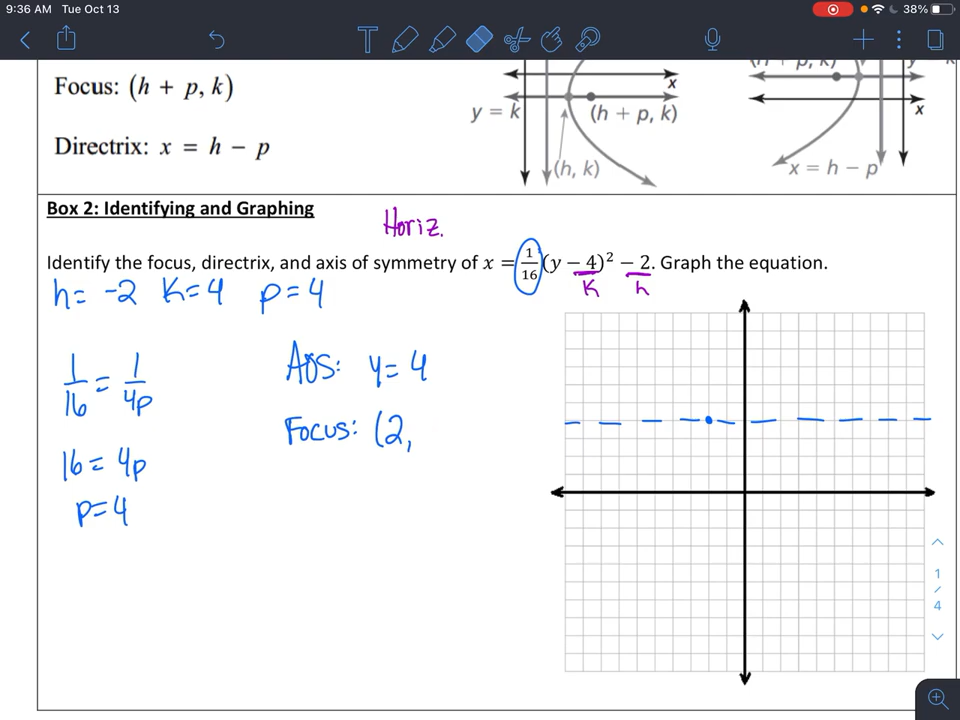 9:36 AM Tue Oct 13
38%
T
Focus: (h + p, k)
Directrix: x = h − p
y = k
x
(h + p, k)
(h, k)
(h + p, k)
y
x
x = h − p
Box 2: Identifying and Graphing
Horiz.
Identify the focus, directrix, and axis of symmetry of x = 1/16 (y − 4)² − 2. Graph the equation.
k h
h = -2 k = 4 p = 4
1/16 = 1/4p
16 = 4p
p = 4
AOS: y = 4
Focus: (2,
1
/
4